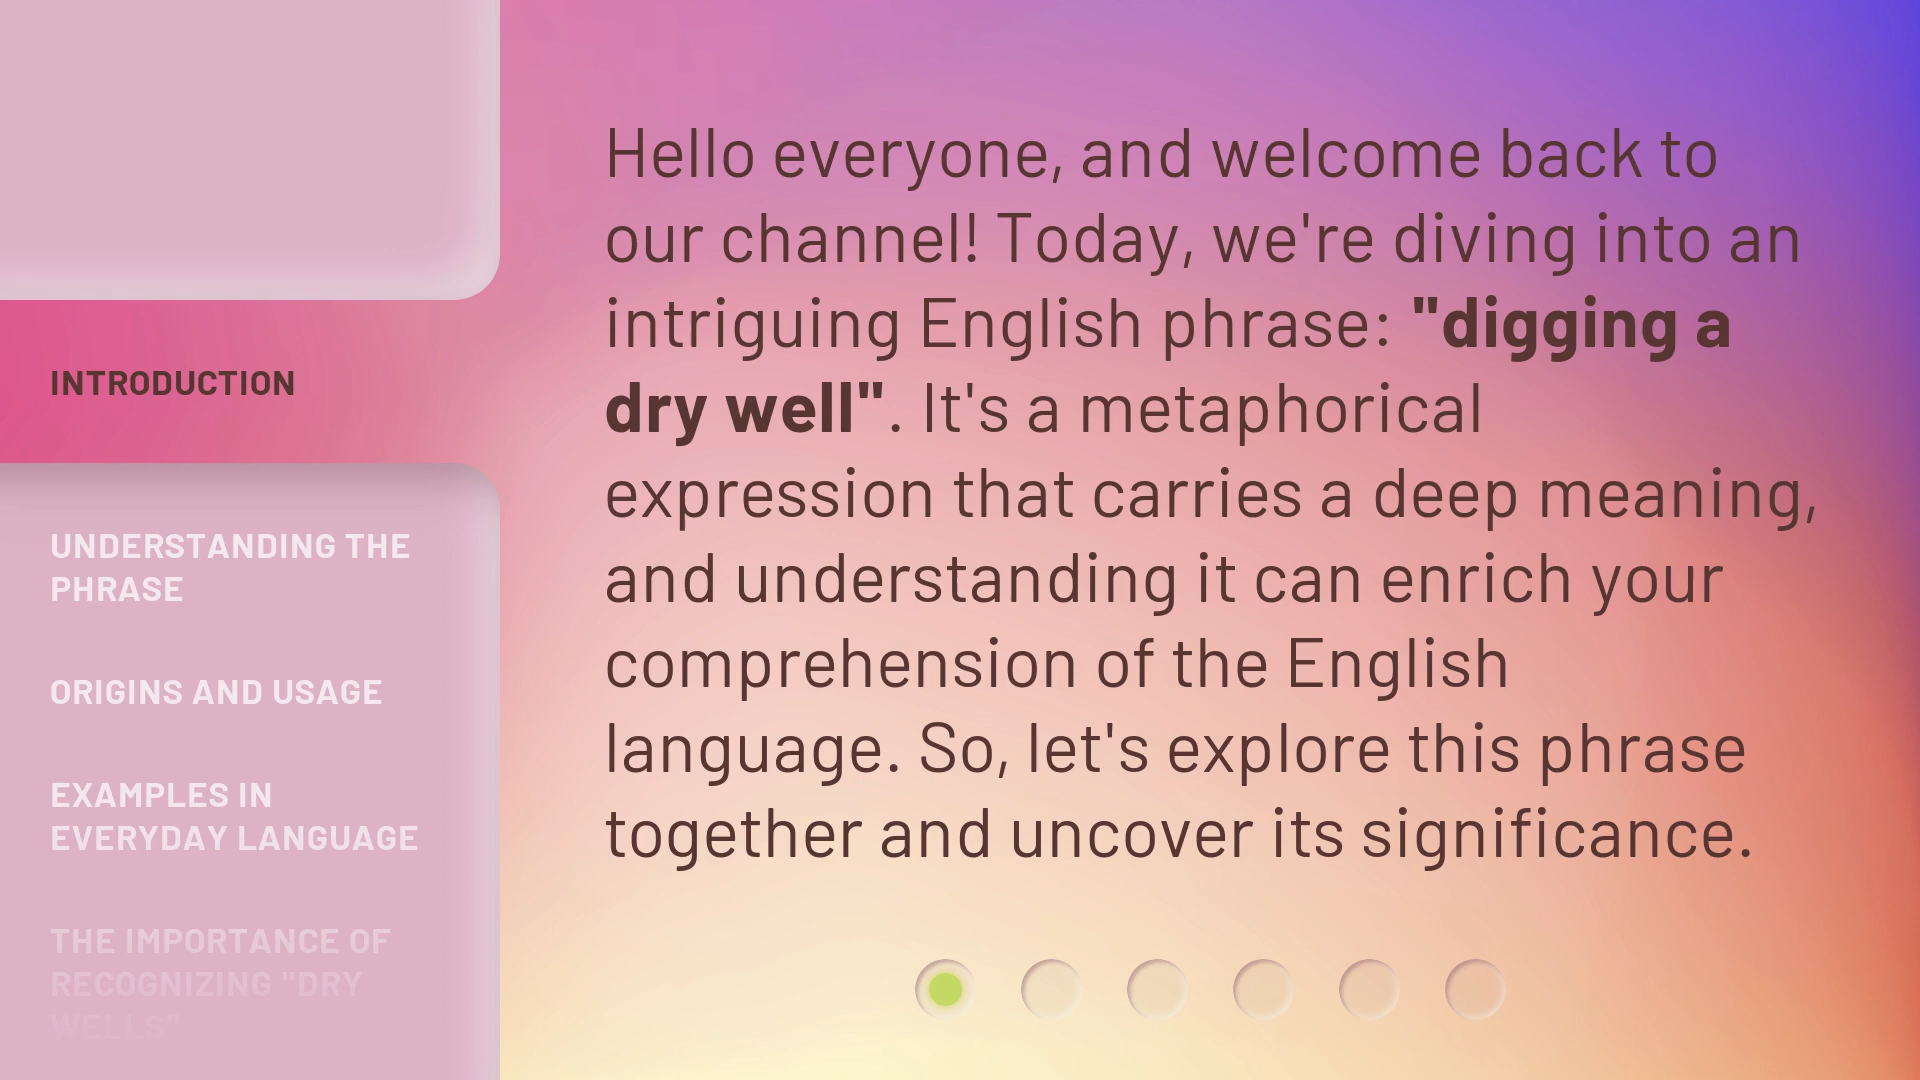 INTRODUCTION
UNDERSTANDING THE
PHRASE
ORIGINS AND USAGE
EXAMPLES IN
EVERYDAY LANGUAGE
THE IMPORTANCE OF
RECOGNIZING "DRY
WELLS"
Hello everyone, and welcome back to
our channel! Today, we're diving into an
intriguing English phrase: "digging a
dry well". It's a metaphorical
expression that carries a deep meaning,
and understanding it can enrich your
comprehension of the English
language. So, let's explore this phrase
together and uncover its significance.